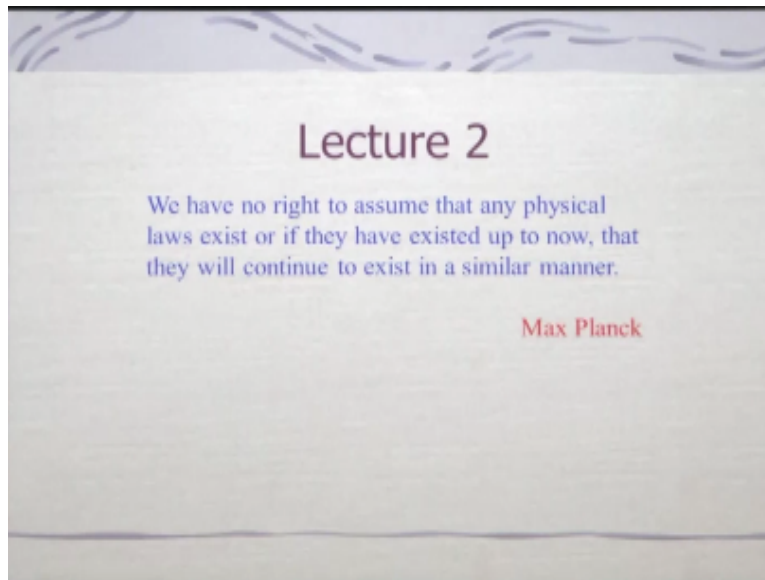 Lecture 2
We have no right to assume that any physical
laws exist or if they have existed up to now, that
they will continue to exist in a similar manner.
Max Planck